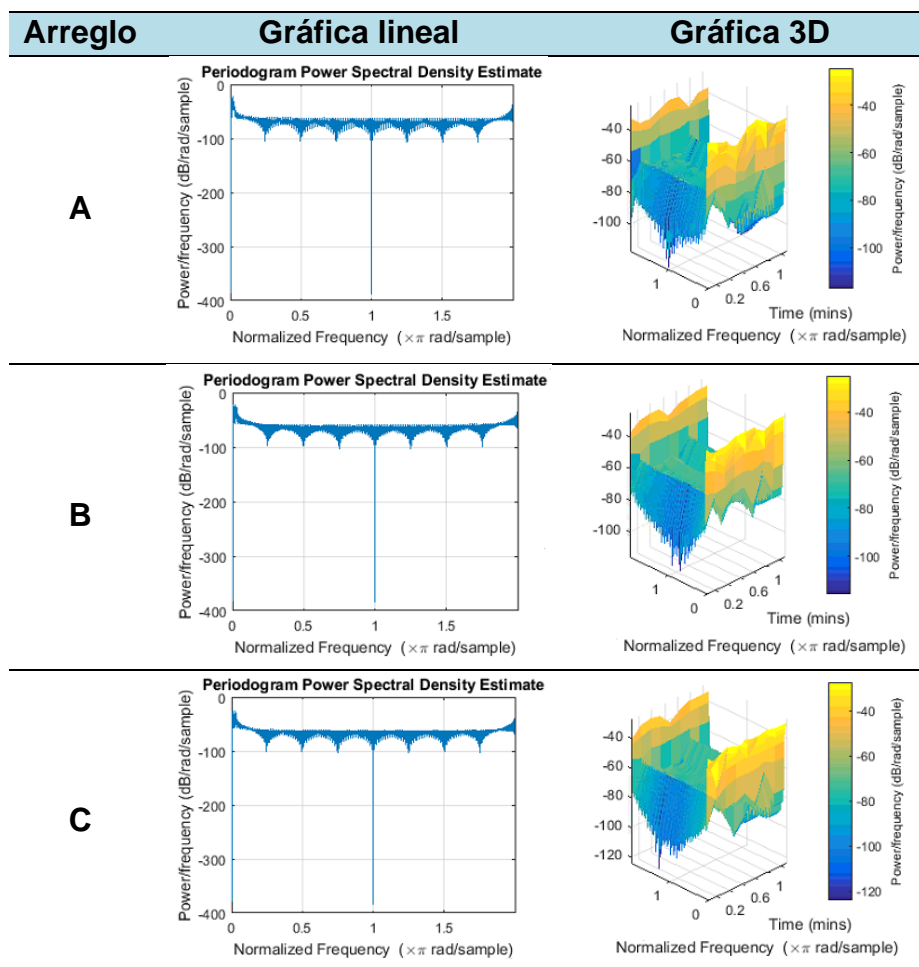 Arreglo Gráfica lineal Gráfica 3D
A
Periodogram Power Spectral Density Estimate
Power/frequency (dB/rad/sample)
0
-100
-200
-300
-400
0 0.5 1 1.5
Normalized Frequency (×π rad/sample)
-40
-60
-80
-100
1
0
0.2 0.6 1
Time (mins)
Normalized Frequency (×π rad/sample)
-40
-60
-80
-100
Power/frequency (dB/rad/sample)
B
Periodogram Power Spectral Density Estimate
Power/frequency (dB/rad/sample)
0
-100
-200
-300
-400
0 0.5 1 1.5
Normalized Frequency (×π rad/sample)
-40
-60
-80
-100
1
0
0.2 0.6 1
Time (mins)
Normalized Frequency (×π rad/sample)
-40
-60
-80
-100
Power/frequency (dB/rad/sample)
C
Periodogram Power Spectral Density Estimate
Power/frequency (dB/rad/sample)
0
-100
-200
-300
-400
0 0.5 1 1.5
Normalized Frequency (×π rad/sample)
-40
-60
-80
-100
-120
1
0
0.2 0.6 1
Time (mins)
Normalized Frequency (×π rad/sample)
-40
-60
-80
-100
-120
Power/frequency (dB/rad/sample)